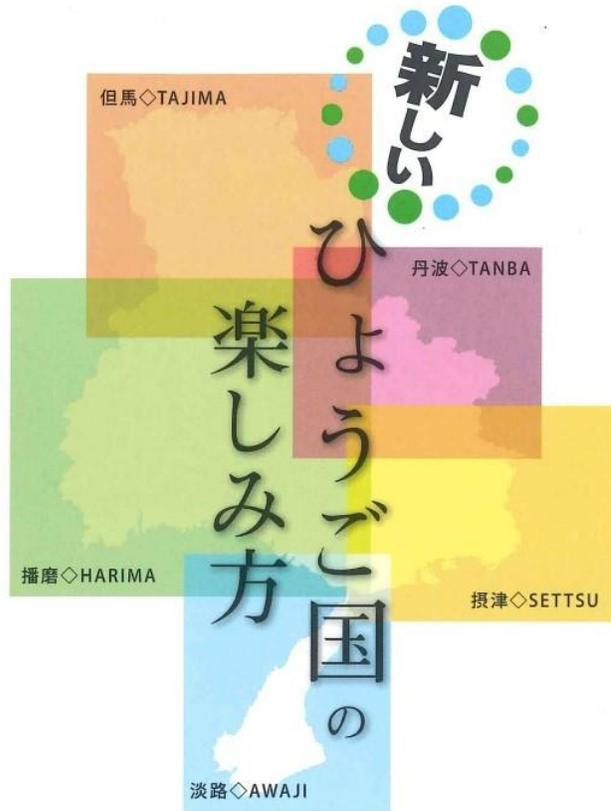 新しい
ひょうご国の
楽しみ方
但馬◇TAJIMA
丹波◇TANBA
播磨◇HARIMA
摂津◇SETTSU
淡路◇AWAJI